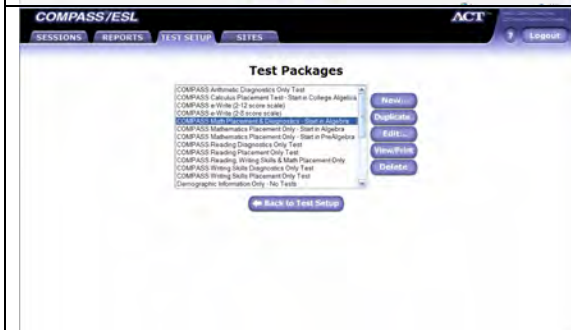 COMPASS/ESL
ACT
SESSIONS REPORTS TEST SETUP SITES
? Logout
Test Packages
COMPASS Arithmetic Diagnostics Only Test
COMPASS Calculus Placement Test - Start in College Algebra
COMPASS e-Write (2-12 score scale)
COMPASS e-Write (2-8 score scale)
COMPASS Math Placement & Diagnostics - Start in Algebra
COMPASS Mathematics Placement Only - Start in Algebra
COMPASS Mathematics Placement Only - Start in PreAlgebra
COMPASS Reading Diagnostics Only Test
COMPASS Reading Placement Only Test
COMPASS Reading, Writing Skills & Math Placement Only
COMPASS Writing Skills Diagnostics Only Test
COMPASS Writing Skills Placement Only Test
Demographic Information Only - No Tests
New...
Duplicate
Edit...
View/Print
Delete
Back to Test Setup